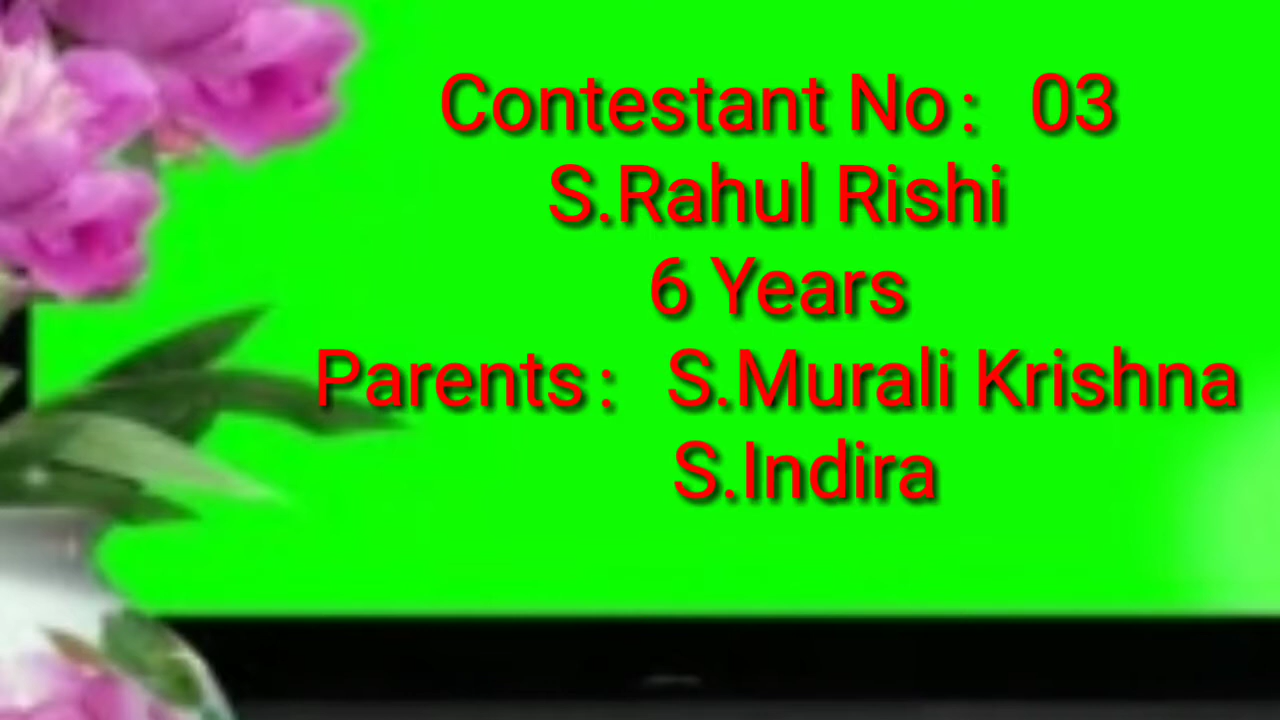 Contestant No: 03
S.Rahul Rishi
6 Years
Parents: S.Murali Krishna
S.Indira